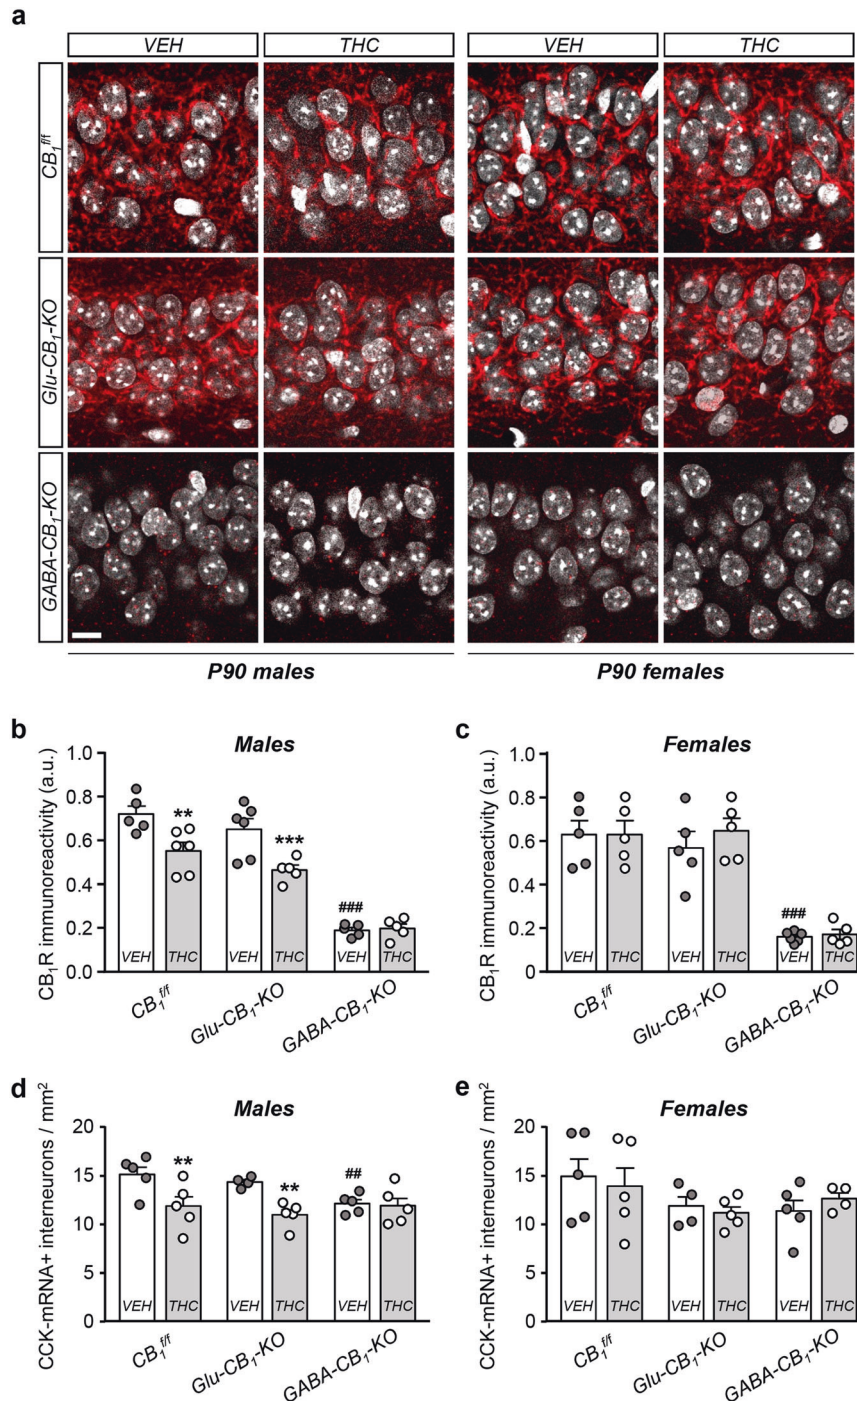 a
VEH THC VEH THC
CB₁f/f
Glu-CB₁-KO
GABA-CB₁-KO
P90 males P90 females
b
Males
CB₁R immunoreactivity (a.u.)
1.0
0.8
0.6
0.4
0.2
0.0
**
***
###
VEH THC VEH THC VEH THC
CB₁f/f Glu-CB₁-KO GABA-CB₁-KO
c
Females
CB₁R immunoreactivity (a.u.)
1.0
0.8
0.6
0.4
0.2
0
###
VEH THC VEH THC VEH THC
CB₁f/f Glu-CB₁-KO GABA-CB₁-KO
d
Males
CCK-mRNA+ interneurons / mm²
20
15
10
15
0
** ** ##
VEH THC VEH THC VEH THC
CB₁f/f Glu-CB₁-KO GABA-CB₁-KO
e
Females
CCK-mRNA+ interneurons / mm²
20
15
10
15
0
VEH THC VEH THC VEH THC
CB₁f/f Glu-CB₁-KO GABA-CB₁-KO